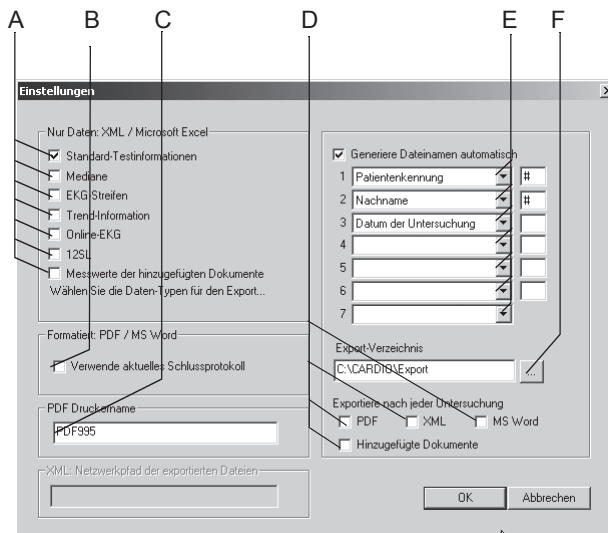 A B C D E F
Einstellungen
Nur Daten: XML / Microsoft Excel
Standard-Testinformationen
Mediane
EKG-Streifen
Trend-Information
Online-EKG
12SL
Messwerte der hinzugefügten Dokumente
Wählen Sie die Daten-Typen für den Export...
Formatiert: PDF / MS Word
Verwende aktuelles Schlussprotokoll
PDF Druckername
PDF995
XML: Netzwerkpfad der exportierten Dateien
Generiere Dateinamen automatisch
1 Patientenkennung #
2 Nachname #
3 Datum der Untersuchung
4
5
6
7
Export-Verzeichnis
C:\CARDIO\Export ...
Exportiere nach jeder Untersuchung
PDF XML MS Word
Hinzugefügte Dokumente
OK Abbrechen